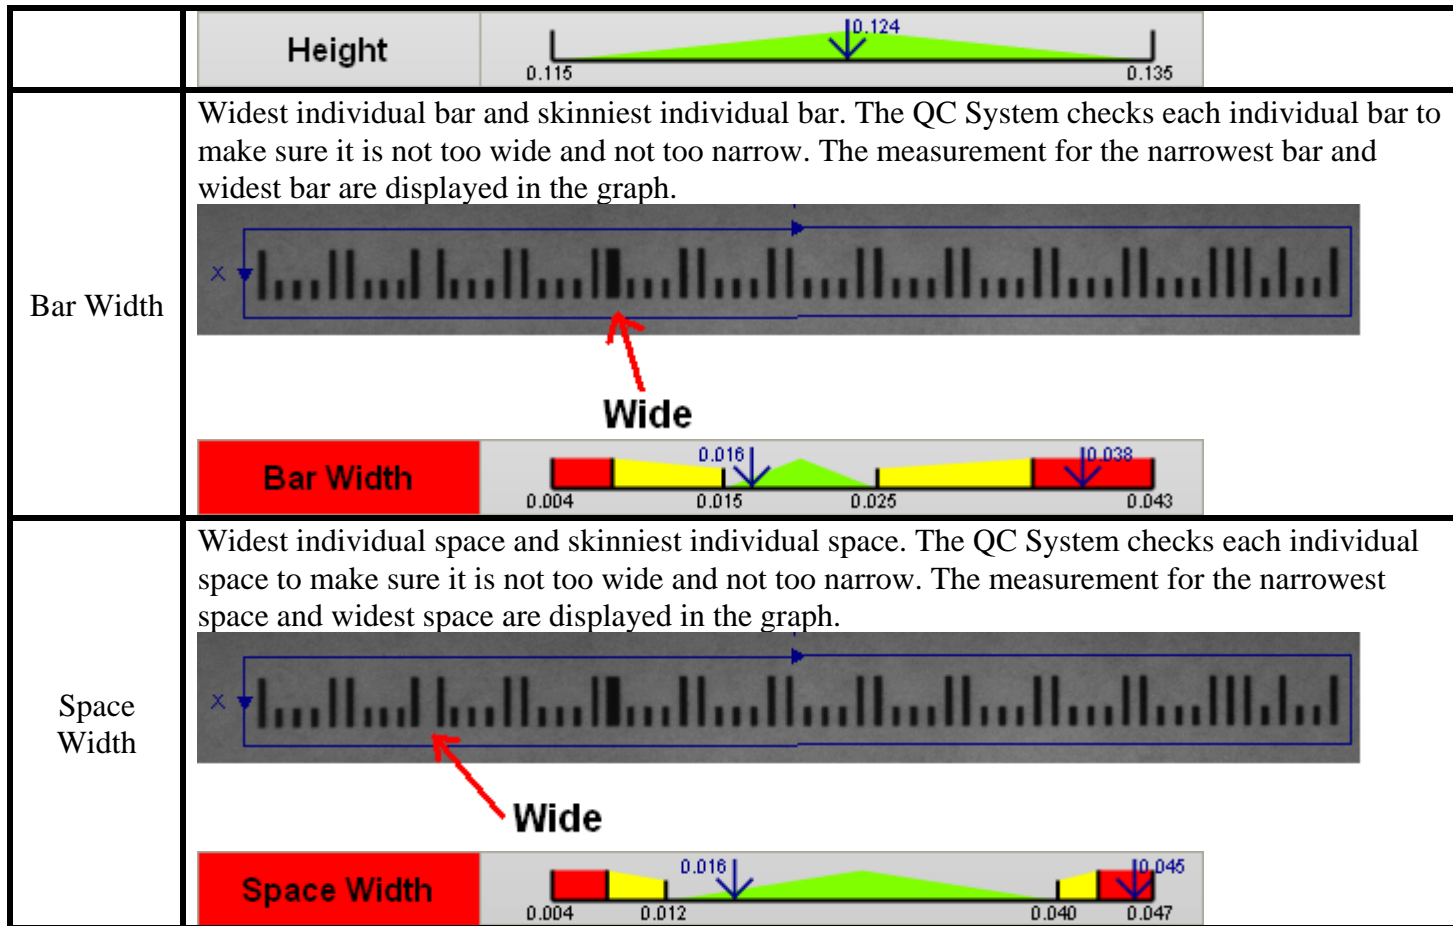 Height
0.124
0.115
0.135
Bar Width
Widest individual bar and skinniest individual bar. The QC System checks each individual bar to
make sure it is not too wide and not too narrow. The measurement for the narrowest bar and
widest bar are displayed in the graph.
X
Wide
Bar Width
0.016
0.038
0.004
0.015
0.025
0.043
Space
Width
Widest individual space and skinniest individual space. The QC System checks each individual
space to make sure it is not too wide and not too narrow. The measurement for the narrowest
space and widest space are displayed in the graph.
X
Wide
Space Width
0.016
0.045
0.004
0.012
0.040
0.047